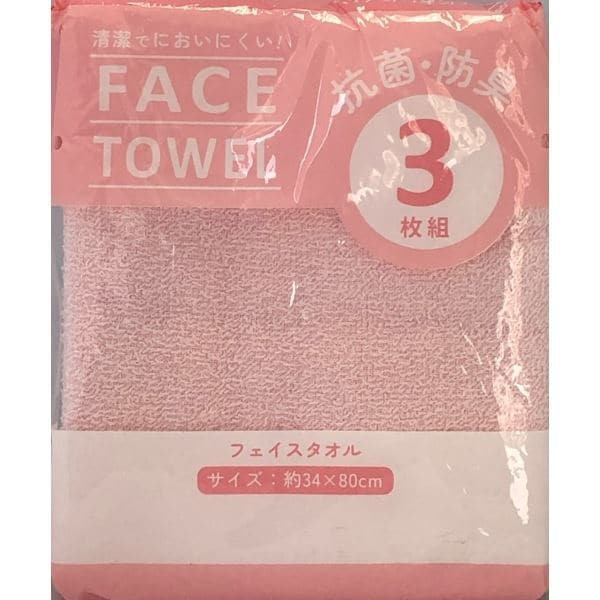 清潔でにおいにくい!
FACE
TOWEL
抗菌・防臭
3
枚組
フェイスタオル
サイズ:約34×80cm